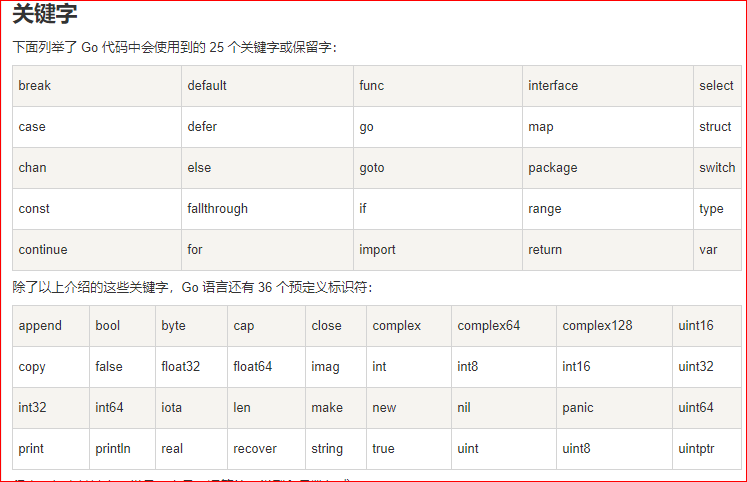 关键字
下面列举了 Go 代码中会使用到的 25 个关键字或保留字：
break default func interface select
case defer go map struct
chan else goto package switch
const fallthrough if range type
continue for import return var
除了以上介绍的这些关键字，Go 语言还有 36 个预定义标识符：
append bool byte cap close complex complex64 complex128 uint16
copy false float32 float64 imag int int8 int16 uint32
int32 int64 iota len make new nil panic uint64
print println real recover string true uint uint8 uintptr